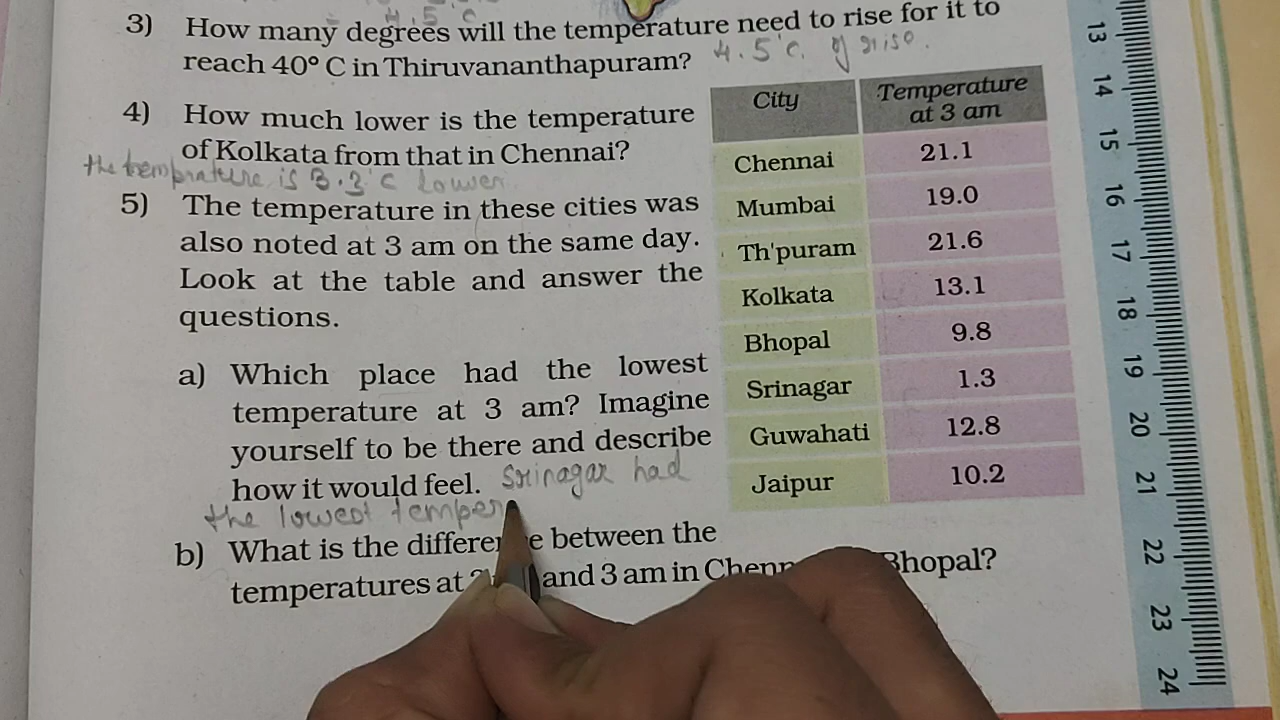 4.5°C
3) How many degrees will the temperature need to rise for it to
reach 40° C in Thiruvananthapuram? 4.5°C. of rise.
4) How much lower is the temperature
of Kolkata from that in Chennai?
the temprature is 3.3°C lower.
5) The temperature in these cities was
also noted at 3 am on the same day.
Look at the table and answer the
questions.
a) Which place had the lowest
temperature at 3 am? Imagine
yourself to be there and describe
how it would feel. Srinagar had
the lowest temper
b) What is the difference between the
temperatures at and 3 am in Bhopal?
City Temperature
at 3 am
Chennai 21.1
Mumbai 19.0
Th'puram 21.6
Kolkata 13.1
Bhopal 9.8
Srinagar 1.3
Guwahati 12.8
Jaipur 10.2
13
14
15
16
17
18
19
20
21
22
23
24